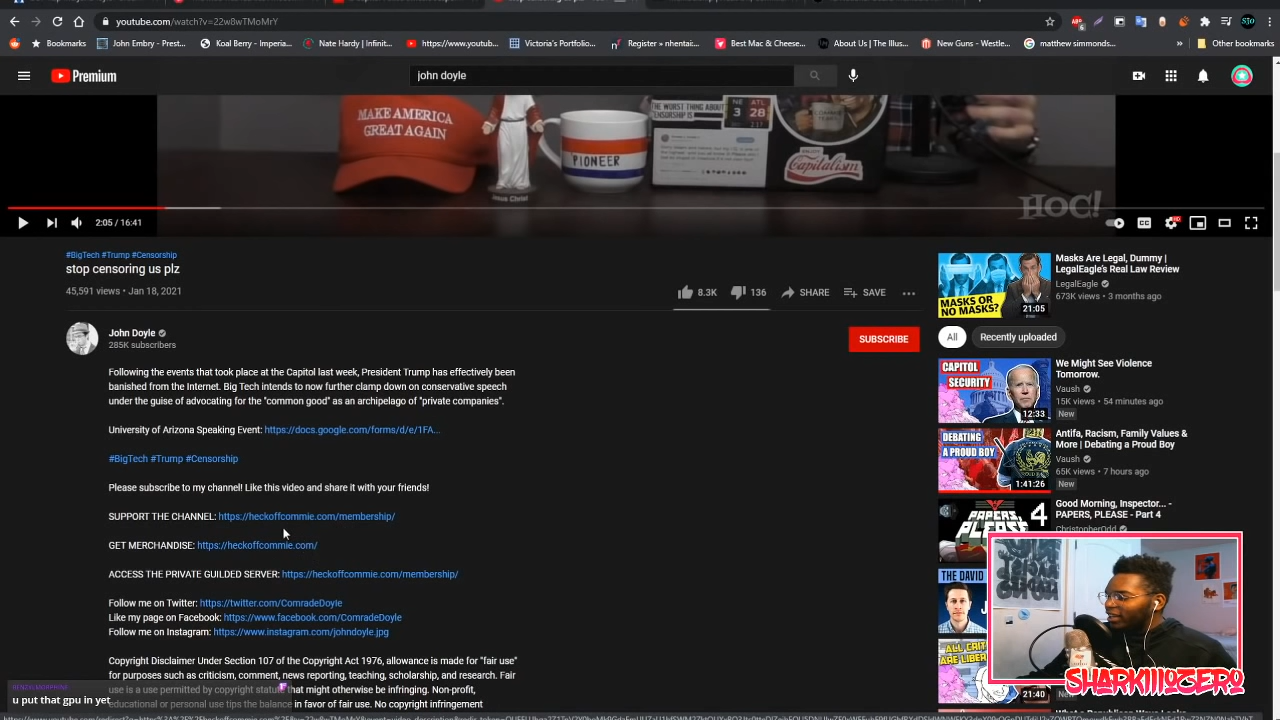 youtube.com/watch?v=22w8wTMoMrY
Bookmarks
John Embry - Prest...
Koal Berry - Imperia...
Nate Hardy | Infinit...
https://www.youtub...
Victoria's Portfolio...
Register » nhentai...
Best Mac & Cheese...
About Us | The Illus...
New Guns - Westle...
matthew simmonds...
Other bookmarks
Premium
john doyle
MAKE AMERICA
GREAT AGAIN
Jesus Christ
PIONEER
THE WORST THING ABOUT
CENSORSHIP IS
NE ATL
3 28
ENJOY
Capitalism
HOC!
2:05 / 16:41
#BigTech #Trump #Censorship
stop censoring us plz
45,591 views • Jan 18, 2021
8.3K
136
SHARE
SAVE
John Doyle
285K subscribers
SUBSCRIBE
Following the events that took place at the Capitol last week, President Trump has effectively been
banished from the Internet. Big Tech intends to now further clamp down on conservative speech
under the guise of advocating for the "common good" as an archipelago of "private companies".
University of Arizona Speaking Event: https://docs.google.com/forms/d/e/1FA...
#BigTech #Trump #Censorship
Please subscribe to my channel! Like this video and share it with your friends!
SUPPORT THE CHANNEL: https://heckoffcommie.com/membership/
GET MERCHANDISE: https://heckoffcommie.com/
ACCESS THE PRIVATE GUILDED SERVER: https://heckoffcommie.com/membership/
Follow me on Twitter: https://twitter.com/ComradeDoyle
Like my page on Facebook: https://www.facebook.com/ComradeDoyle
Follow me on Instagram: https://www.instagram.com/johndoyle.jpg
Copyright Disclaimer Under Section 107 of the Copyright Act 1976, allowance is made for "fair use"
for purposes such as criticism, comment, news reporting, teaching, scholarship, and research. Fair
use is a use permitted by copyright statute that might otherwise be infringing. Non-profit,
educational or personal use tips the balance in favor of fair use. No copyright infringement
u put that gpu in yet
MASKS OR
NO MASKS?
21:05
Masks Are Legal, Dummy |
LegalEagle's Real Law Review
LegalEagle
673K views • 3 months ago
All
Recently uploaded
CAPITOL
SECURITY
12:33
We Might See Violence
Tomorrow.
Vaush
15K views • 54 minutes ago
New
DEBATING
A PROUD BOY
1:41:26
Antifa, Racism, Family Values &
More | Debating a Proud Boy
Vaush
65K views • 7 hours ago
New
PAPERS
PLEASE
4
Good Morning, Inspector... -
PAPERS, PLEASE - Part 4
ChristopherOdd
THE DAVID
ALL CRIT
ARE LIBER
21:40
New
SHARK3OZERO